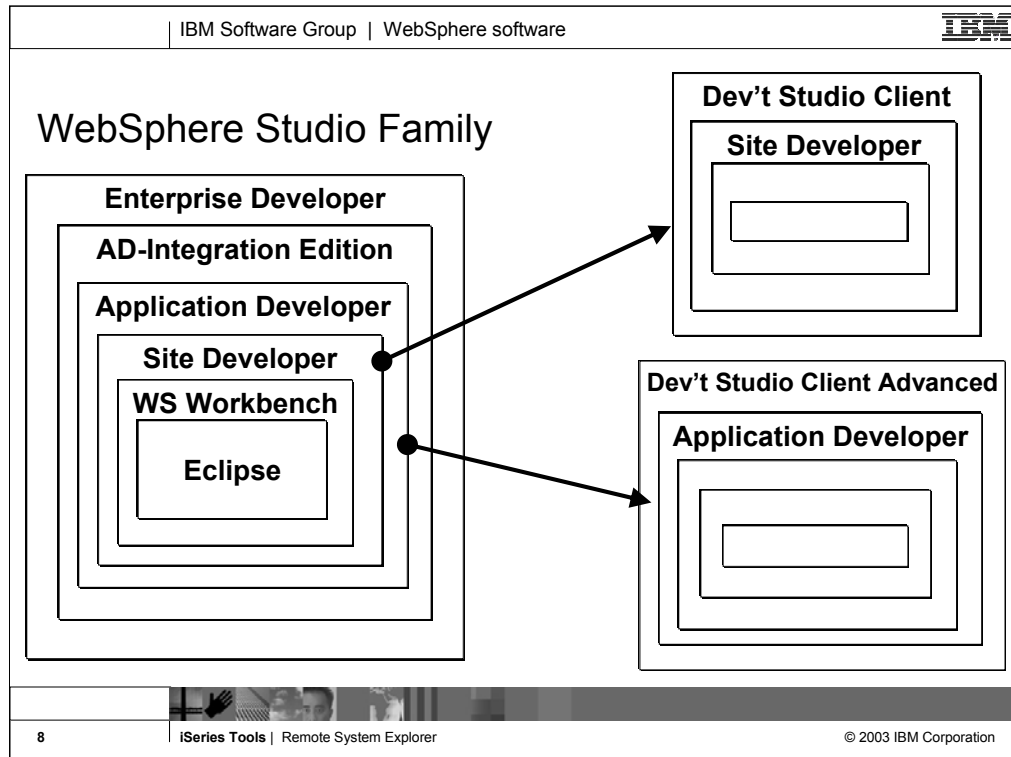 IBM Software Group | WebSphere software
IBM
WebSphere Studio Family
Enterprise Developer
AD-Integration Edition
Application Developer
Site Developer
WS Workbench
Eclipse
Dev't Studio Client
Site Developer
Dev't Studio Client Advanced
Application Developer
8
iSeries Tools | Remote System Explorer
© 2003 IBM Corporation